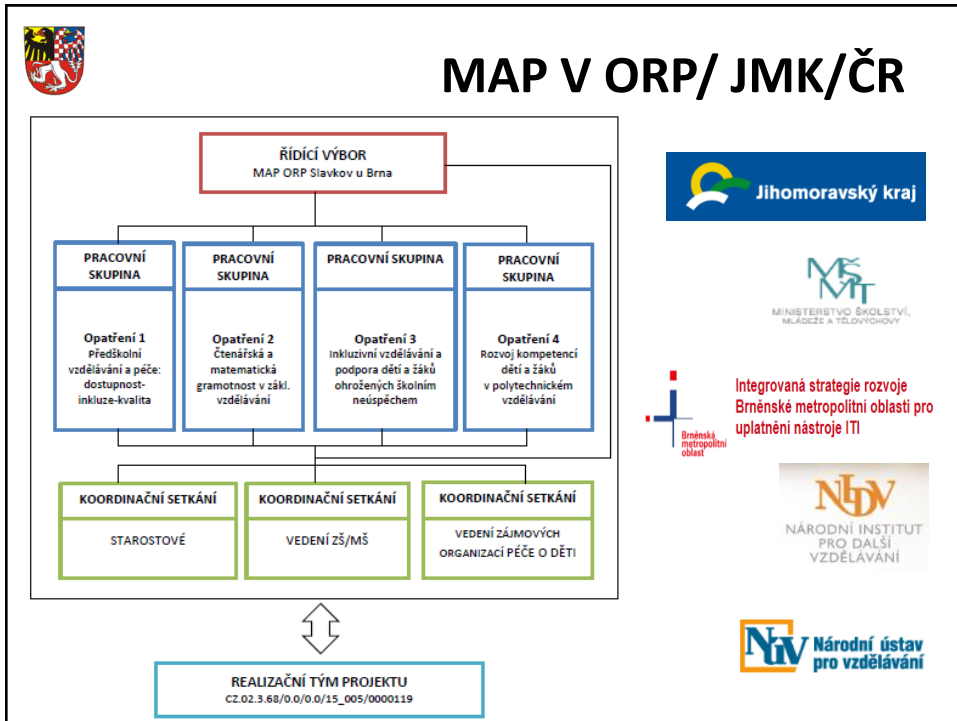 MAP V ORP/ JMK/ČR
ŘÍDÍCÍ VÝBOR
MAP ORP Slavkov u Brna
PRACOVNÍ
SKUPINA
Opatření 1
Předškolní
vzdělávání a péče:
dostupnost-
inkluze-kvalita
PRACOVNÍ
SKUPINA
Opatření 2
Čtenářská a
matematická
gramotnost v zákl.
vzdělávání
PRACOVNÍ SKUPINA
Opatření 3
Inkluzivní vzdělávání a
podpora dětí a žáků
ohrožených školním
neúspěchem
PRACOVNÍ
SKUPINA
Opatření 4
Rozvoj kompetencí
dětí a žáků
v polytechnickém
vzdělávání
KOORDINAČNÍ SETKÁNÍ
STAROSTOVÉ
KOORDINAČNÍ SETKÁNÍ
VEDENÍ ZŠ/MŠ
KOORDINAČNÍ SETKÁNÍ
VEDENÍ ZÁJMOVÝCH
ORGANIZACÍ PÉČE O DĚTI
REALIZAČNÍ TÝM PROJEKTU
CZ.02.3.68/0.0/0.0/15_005/0000119
Jihomoravský kraj
MŠ
MT
MINISTERSTVO ŠKOLSTVÍ,
MLÁDEŽE A TĚLOVÝCHOVY
Brněnská
metropolitní
oblast
Integrovaná strategie rozvoje
Brněnské metropolitní oblasti pro
uplatnění nástroje ITI
NIDV
NÁRODNÍ INSTITUT
PRO DALŠÍ
VZDĚLÁVÁNÍ
NÚV
Národní ústav
pro vzdělávání